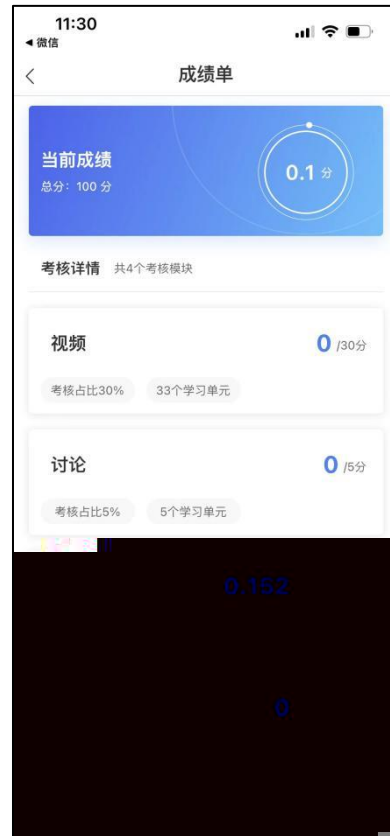 11:30
◀ 微信
成绩单
当前成绩
总分：100 分
0.1 分
考核详情 共4个考核模块
视频
0 /30分
考核占比30% 33个学习单元
讨论
0 /5分
考核占比5% 5个学习单元
0.152
0